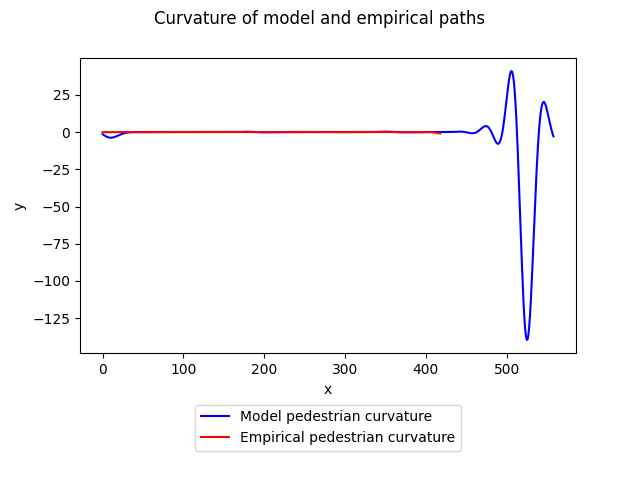 Curvature of model and empirical paths
25
0
−25
−50
−75
−100
−125
y
0 100 200 300 400 500
x
Model pedestrian curvature
Empirical pedestrian curvature